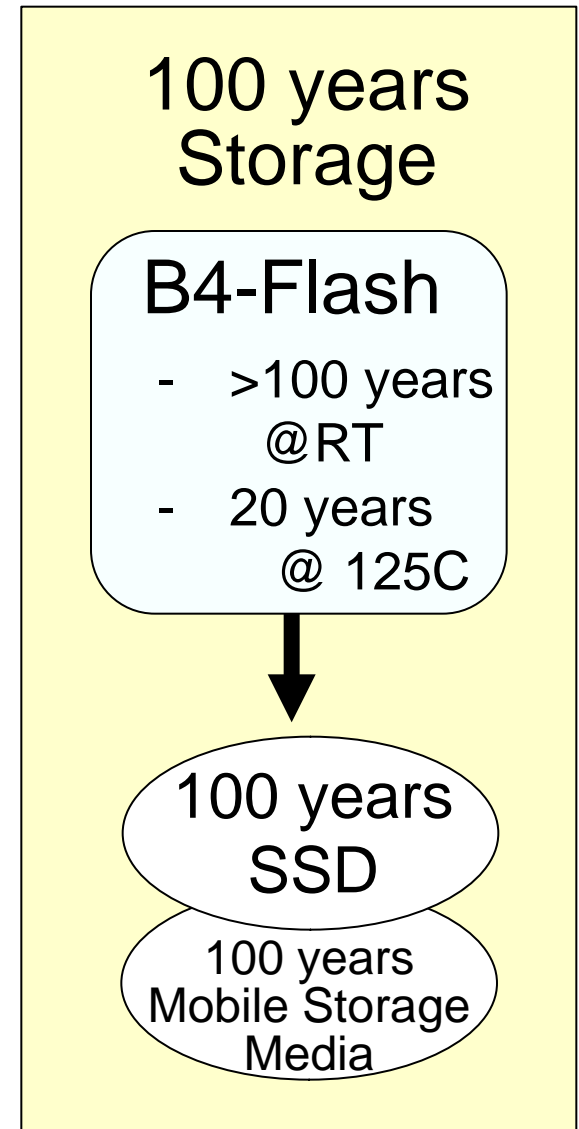 100 years
Storage
B4-Flash
- >100 years
@RT
- 20 years
@ 125C
100 years
SSD
100 years
Mobile Storage
Media